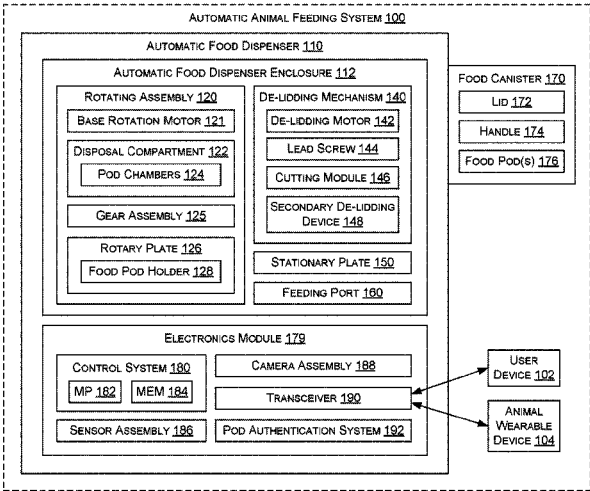 AUTOMATIC ANIMAL FEEDING SYSTEM 100
AUTOMATIC FOOD DISPENSER 110
AUTOMATIC FOOD DISPENSER ENCLOSURE 112
ROTATING ASSEMBLY 120
BASE ROTATION MOTOR 121
DISPOSAL COMPARTMENT 122
POD CHAMBERS 124
GEAR ASSEMBLY 125
ROTARY PLATE 126
FOOD POD HOLDER 128
DE-LIDDING MECHANISM 140
DE-LIDDING MOTOR 142
LEAD SCREW 144
CUTTING MODULE 146
SECONDARY DE-LIDDING
DEVICE 148
STATIONARY PLATE 150
FEEDING PORT 160
FOOD CANISTER 170
LID 172
HANDLE 174
FOOD POD(S) 176
ELECTRONICS MODULE 179
CONTROL SYSTEM 180
MP 182
MEM 184
SENSOR ASSEMBLY 186
CAMERA ASSEMBLY 188
TRANSCEIVER 190
POD AUTHENTICATION SYSTEM 192
USER
DEVICE 102
ANIMAL
WEARABLE
DEVICE 104